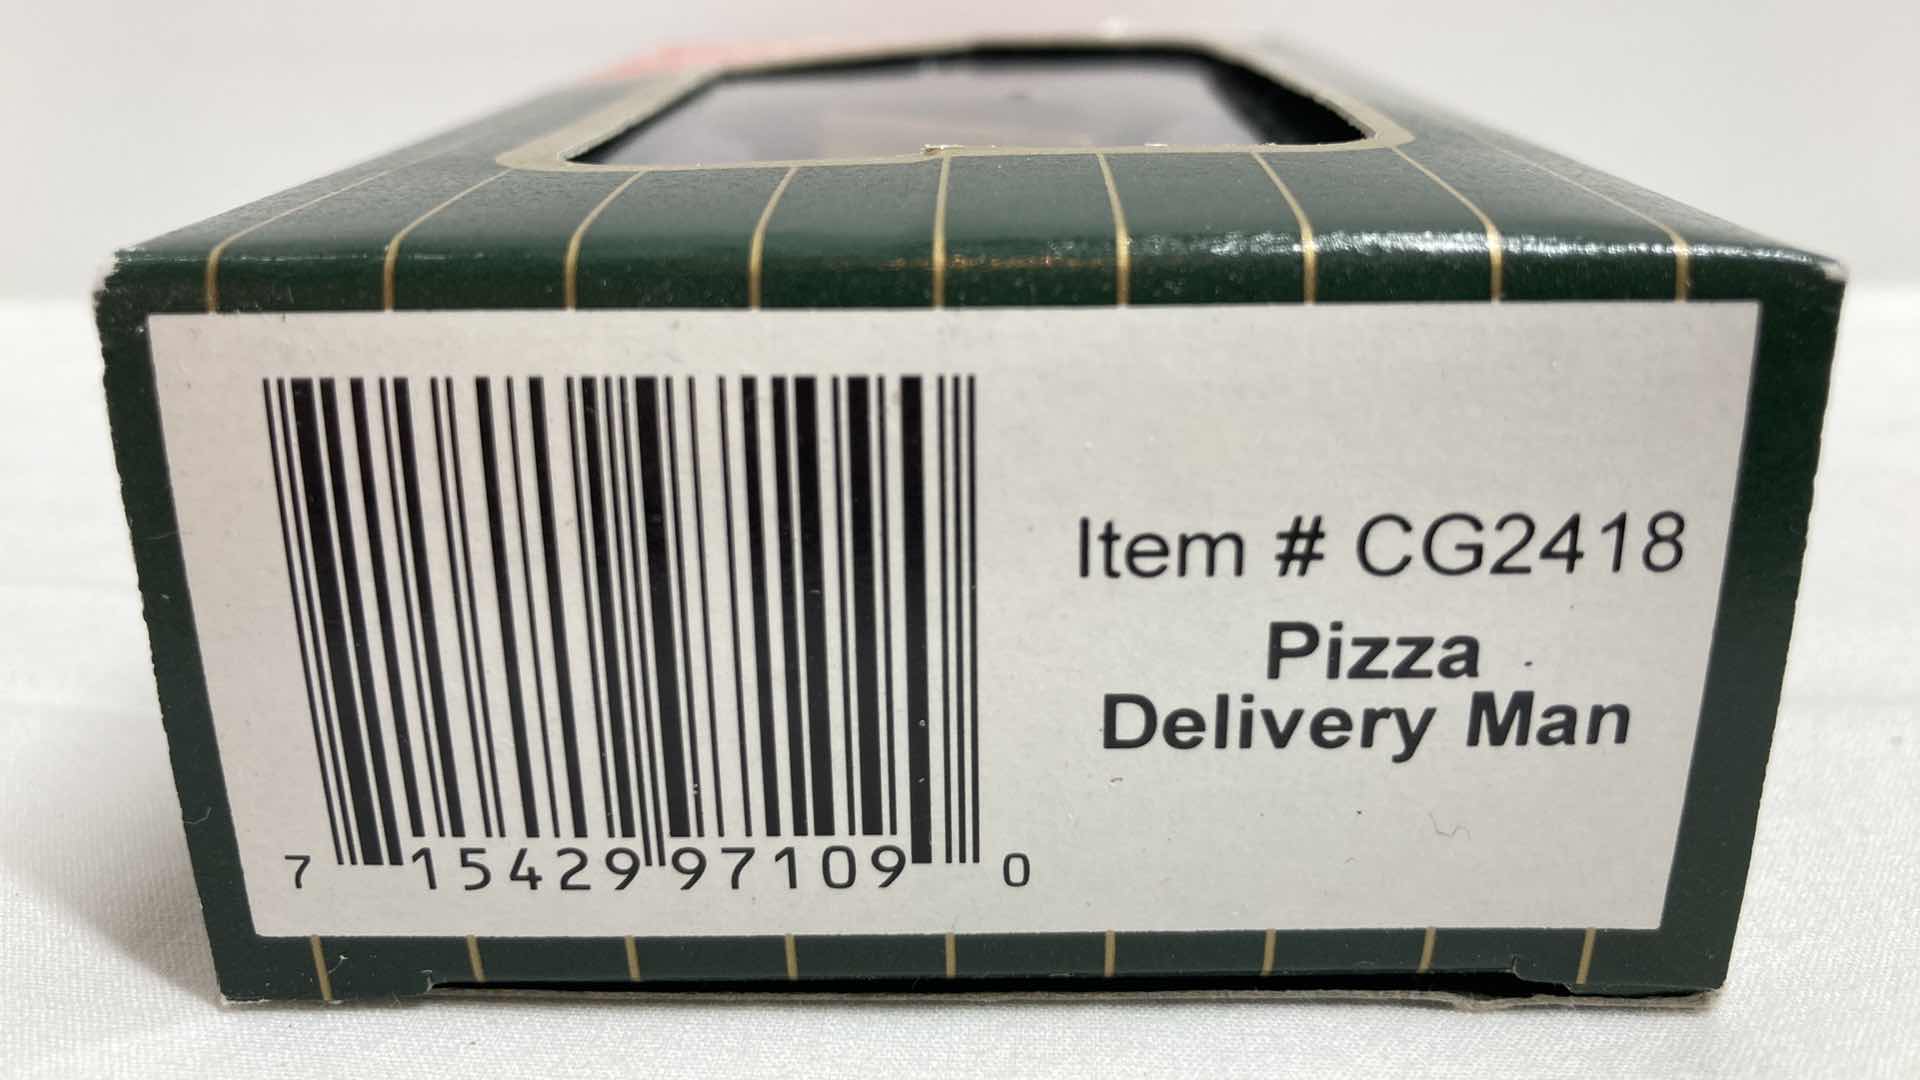 Item # CG2418
Pizza
Delivery Man
7 15429 97109 0